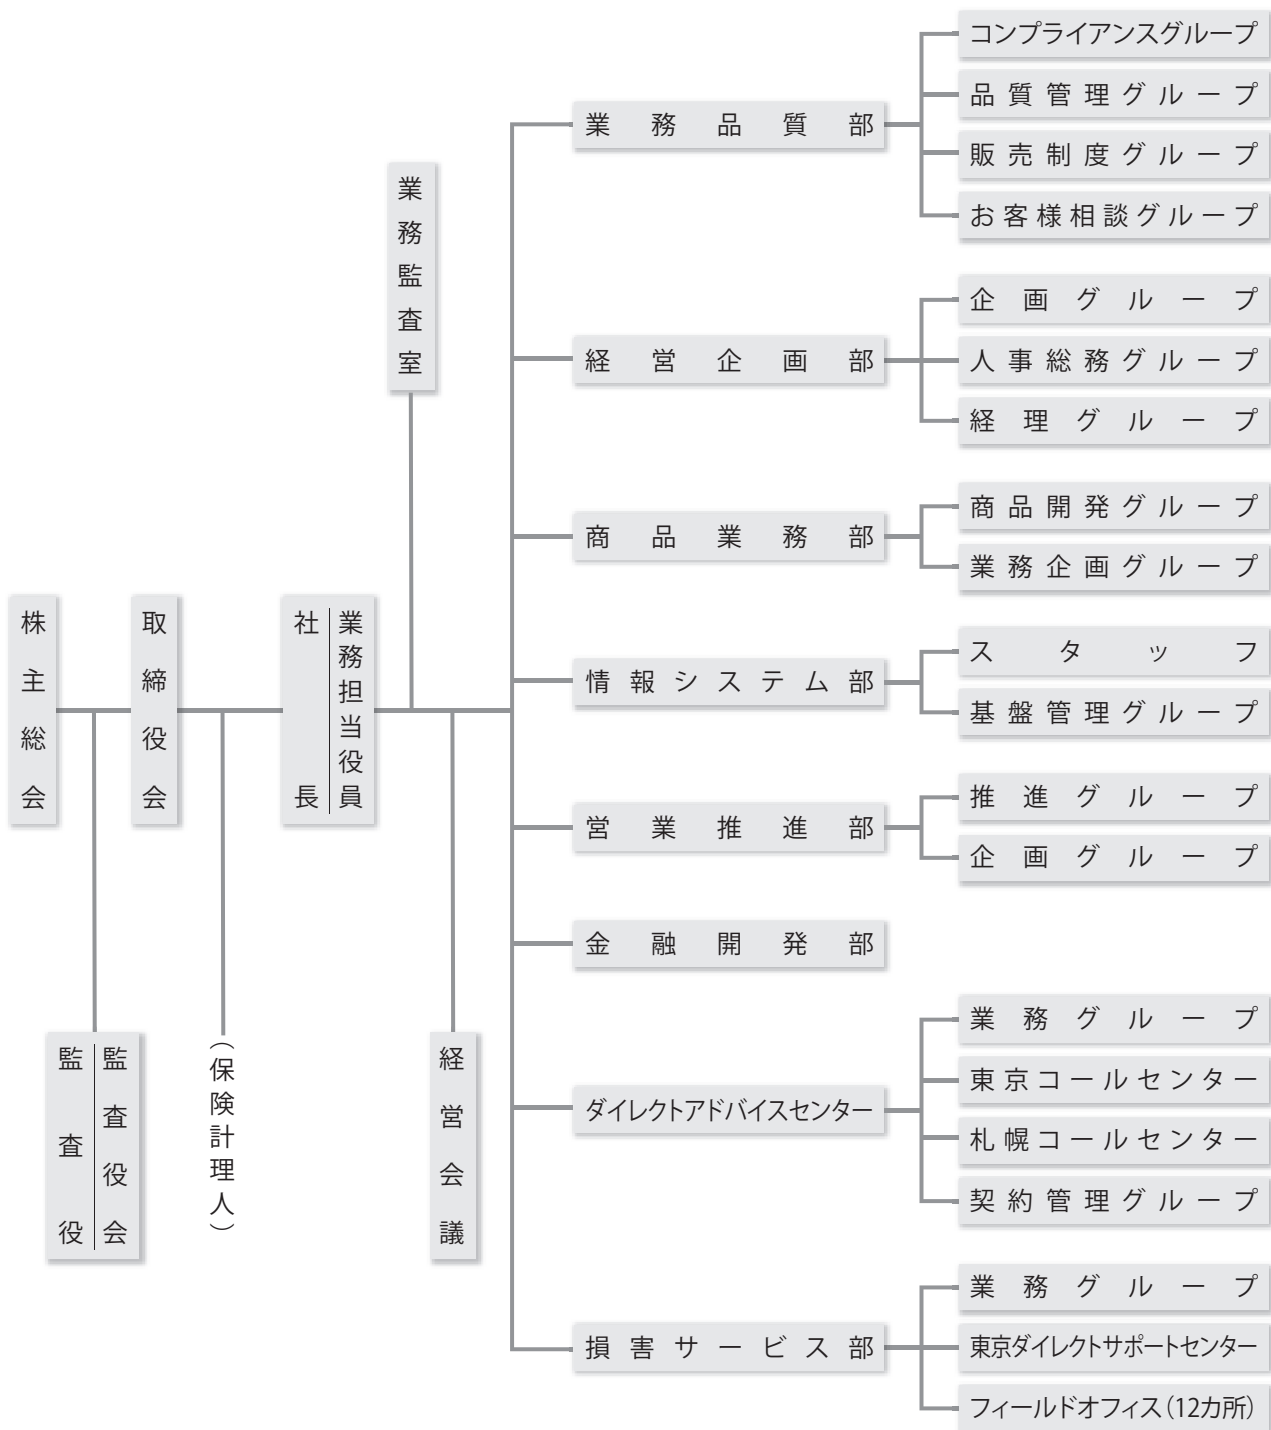 株主総会
監査役
監査役会
取締役会
（保険計理人）
社長
業務担当役員
業務監査室
経営会議
業務品質部
コンプライアンスグループ
品質管理グループ
販売制度グループ
お客様相談グループ
経営企画部
企画グループ
人事総務グループ
経理グループ
商品業務部
商品開発グループ
業務企画グループ
情報システム部
スタッフ
基盤管理グループ
営業推進部
推進グループ
企画グループ
金融開発部
ダイレクトアドバイスセンター
業務グループ
東京コールセンター
札幌コールセンター
契約管理グループ
損害サービス部
業務グループ
東京ダイレクトサポートセンター
フィールドオフィス（12カ所）